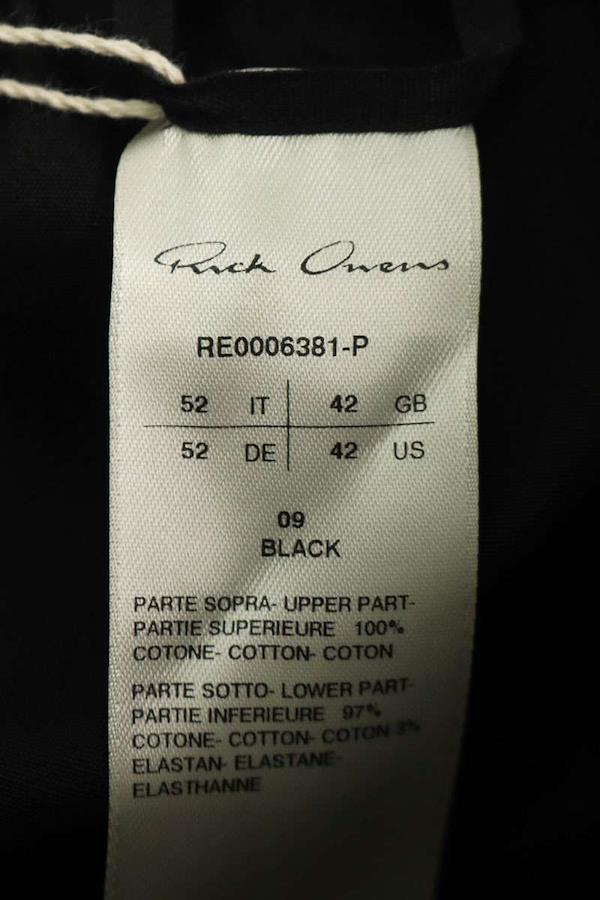 Rick Owens
RE0006381-P
52 IT 42 GB
52 DE 42 US
09
BLACK
PARTE SOPRA- UPPER PART-
PARTIE SUPERIEURE 100%
COTONE- COTTON- COTON
PARTE SOTTO- LOWER PART-
PARTIE INFERIEURE 97%
COTONE- COTTON- COTON 3%
ELASTAN- ELASTANE-
ELASTHANNE